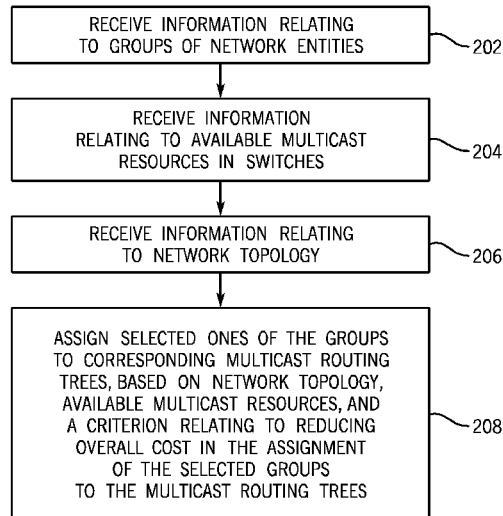 RECEIVE INFORMATION RELATING
TO GROUPS OF NETWORK ENTITIES
202
RECEIVE INFORMATION
RELATING TO AVAILABLE MULTICAST
RESOURCES IN SWITCHES
204
RECEIVE INFORMATION RELATING
TO NETWORK TOPOLOGY
206
ASSIGN SELECTED ONES OF THE GROUPS
TO CORRESPONDING MULTICAST ROUTING
TREES, BASED ON NETWORK TOPOLOGY,
AVAILABLE MULTICAST RESOURCES, AND
A CRITERION RELATING TO REDUCING
OVERALL COST IN THE ASSIGNMENT
OF THE SELECTED GROUPS
TO THE MULTICAST ROUTING TREES
208